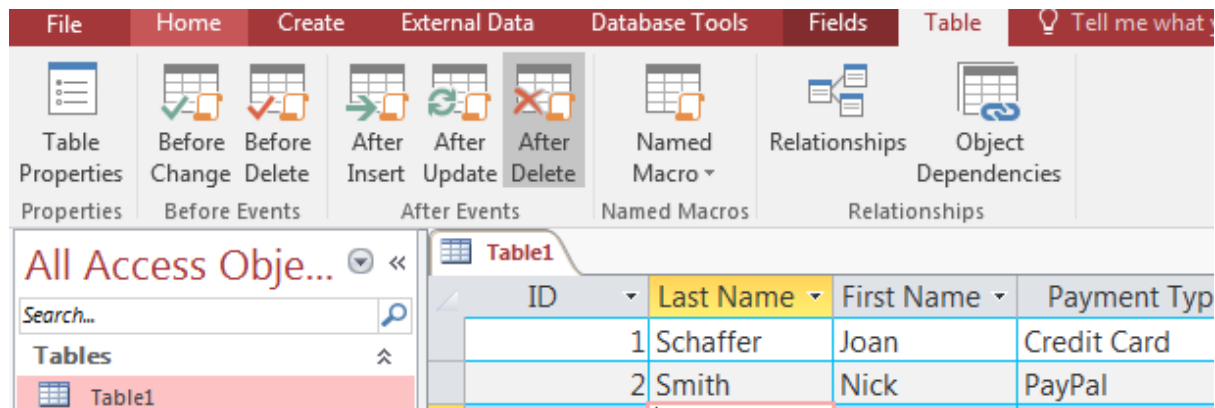 File Home Create External Data Database Tools Fields Table Tell me what
Table Before Before After After After Named Relationships Object
Properties Change Delete Insert Update Delete Macro Dependencies
Properties Before Events After Events Named Macros Relationships
All Access Obje... «
Table1
ID Last Name First Name Payment Typ
Search...
1 Schaffer Joan Credit Card
Tables
2 Smith Nick PayPal
Table1